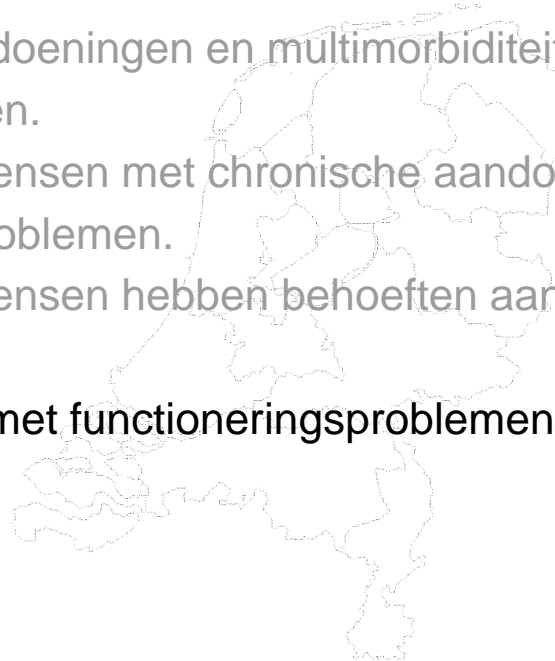 doeningen en multimorbiditeit
en.
ensen met chronische aando
oblemen.
ensen hebben behoeften aan
met functioneringsproblemen